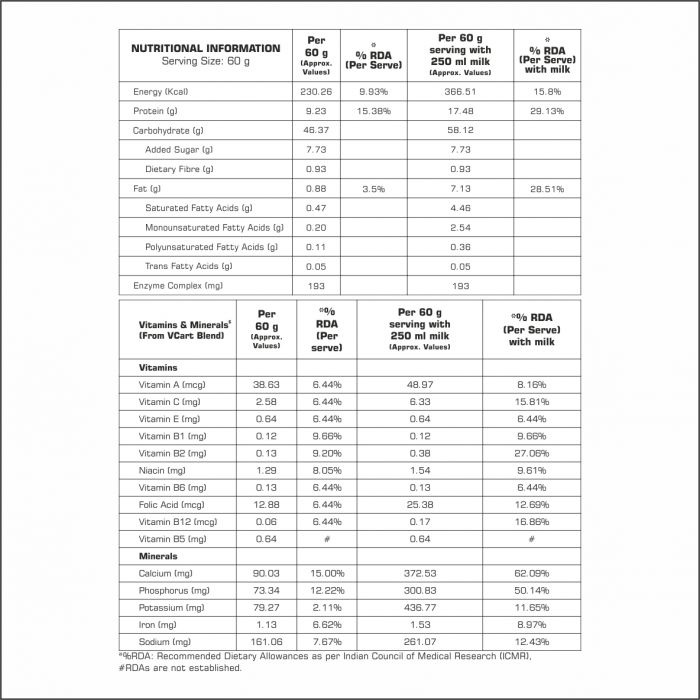 NUTRITIONAL INFORMATION
Serving Size: 60 g
Per
60 g
(Approx.
Values)
*
% RDA
(Per Serve)
Per 60 g
serving with
250 ml milk
(Approx. Values)
*
% RDA
(Per Serve)
with milk
Energy (Kcal) 230.26 9.93% 366.51 15.8%
Protein (g) 9.23 15.38% 17.48 29.13%
Carbohydrate (g) 46.37 58.12
Added Sugar (g) 7.73 7.73
Dietary Fibre (g) 0.93 0.93
Fat (g) 0.88 3.5% 7.13 28.51%
Saturated Fatty Acids (g) 0.47 4.46
Monounsaturated Fatty Acids (g) 0.20 2.54
Polyunsaturated Fatty Acids (g) 0.11 0.36
Trans Fatty Acids (g) 0.05 0.05
Enzyme Complex (mg) 193 193
Vitamins & Minerals
(From VCart Blend)
Per
60 g
(Approx.
Values)
*%
RDA
(Per
serve)
Per 60 g
serving with
250 ml milk
(Approx. Values)
*% RDA
(Per Serve)
with milk
Vitamins
Vitamin A (mcg) 38.63 6.44% 48.97 8.16%
Vitamin C (mg) 2.58 6.44% 6.33 15.81%
Vitamin E (mg) 0.64 6.44% 0.64 6.44%
Vitamin B1 (mg) 0.12 9.66% 0.12 9.66%
Vitamin B2 (mg) 0.13 9.20% 0.38 27.06%
Niacin (mg) 1.29 8.05% 1.54 9.61%
Vitamin B6 (mg) 0.13 6.44% 0.13 6.44%
Folic Acid (mcg) 12.88 6.44% 25.38 12.69%
Vitamin B12 (mcg) 0.06 6.44% 0.17 16.86%
Vitamin B5 (mg) 0.64 # 0.64 #
Minerals
Calcium (mg) 90.03 15.00% 372.53 62.09%
Phosphorus (mg) 73.34 12.22% 300.83 50.14%
Potassium (mg) 79.27 2.11% 436.77 11.65%
Iron (mg) 1.13 6.62% 1.53 8.97%
Sodium (mg) 161.06 7.67% 261.07 12.43%
*%RDA: Recommended Dietary Allowances as per Indian Council of Medical Research (ICMR),
#RDAs are not established.